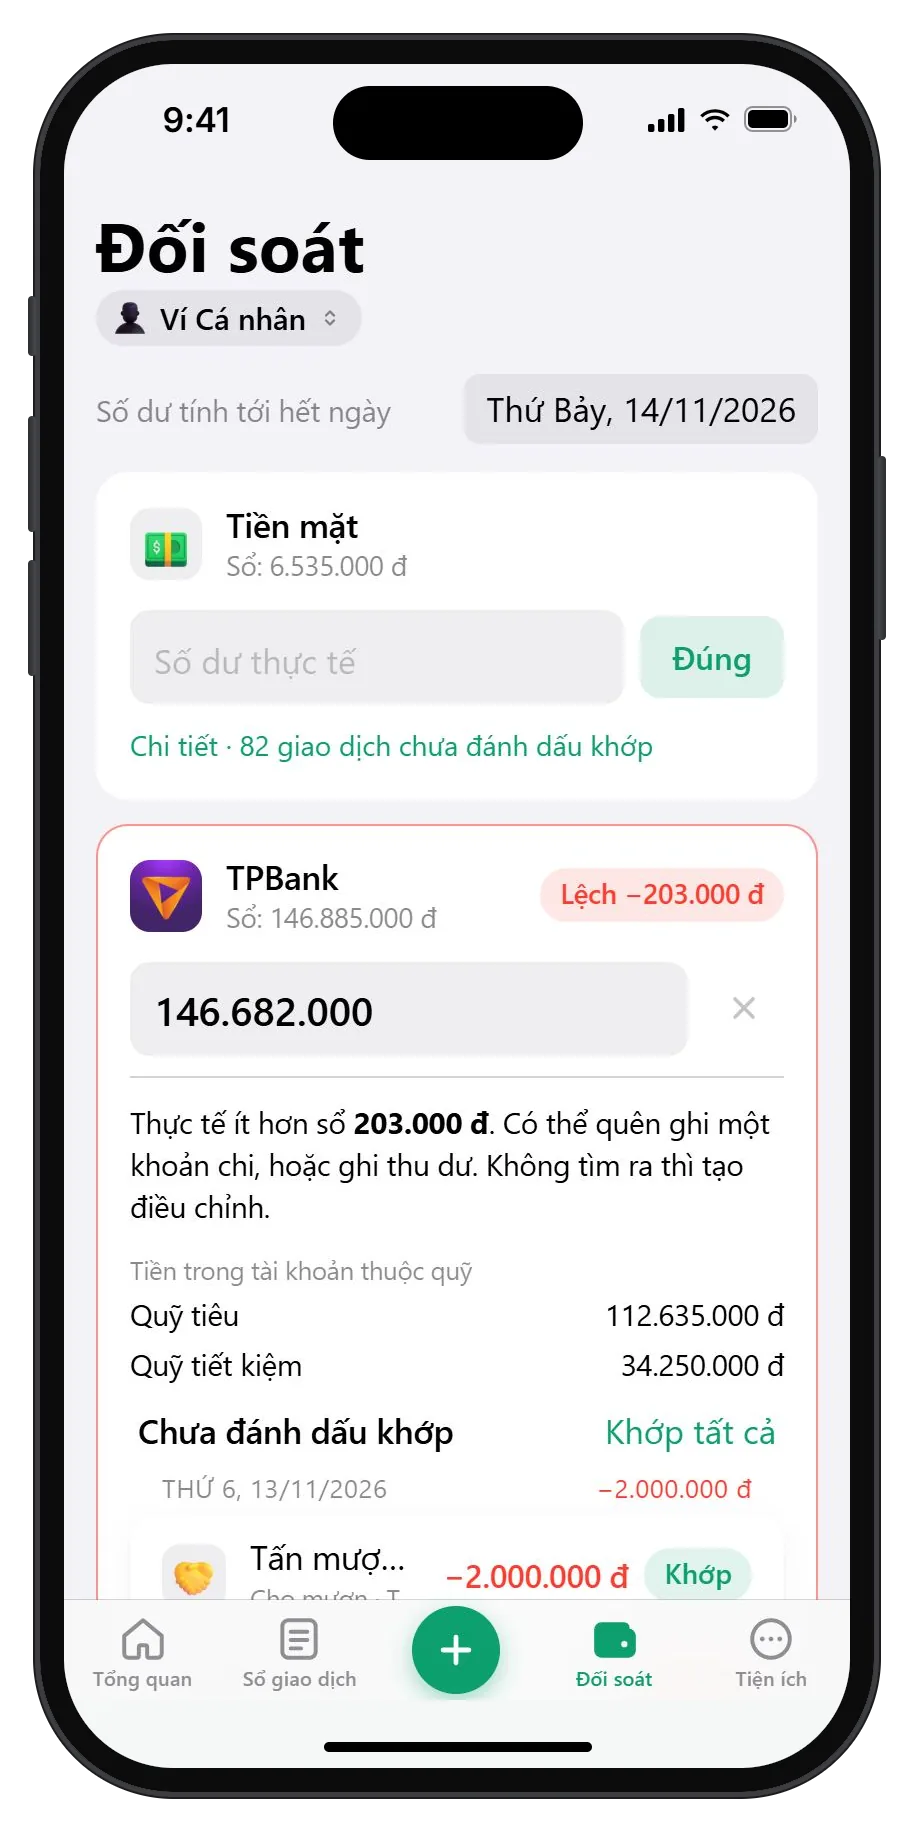 9:41
Đối soát
Ví Cá nhân
Số dư tính tới hết ngày
Thứ Bảy, 14/11/2026
Tiền mặt
Sổ: 6.535.000 đ
Số dư thực tế
Đúng
Chi tiết · 82 giao dịch chưa đánh dấu khớp
TPBank
Sổ: 146.885.000 đ
Lệch −203.000 đ
146.682.000
Thực tế ít hơn sổ 203.000 đ. Có thể quên ghi một
khoản chi, hoặc ghi thu dư. Không tìm ra thì tạo
điều chỉnh.
Tiền trong tài khoản thuộc quỹ
Quỹ tiêu 112.635.000 đ
Quỹ tiết kiệm 34.250.000 đ
Chưa đánh dấu khớp Khớp tất cả
THỨ 6, 13/11/2026 −2.000.000 đ
Tấn mượ...
−2.000.000 đ
Khớp
Cho mượn · T
Tổng quan
Sổ giao dịch
Đối soát
Tiện ích